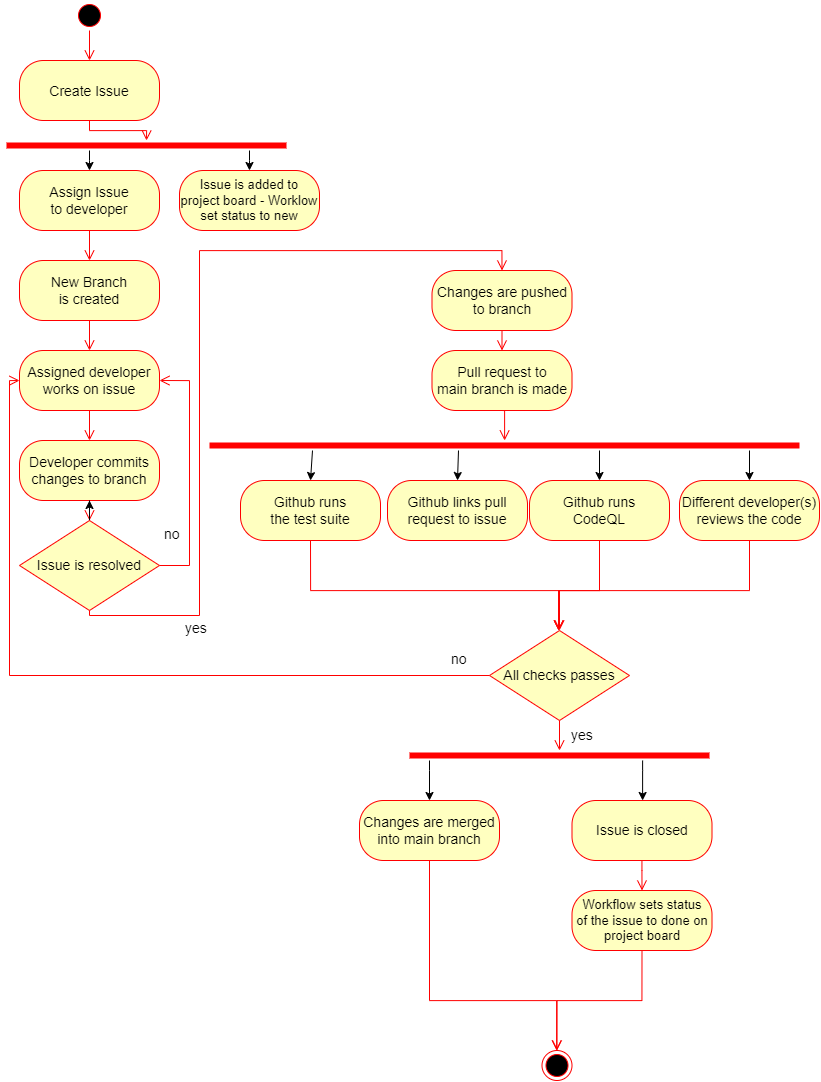 Create Issue
Assign Issue
to developer
Issue is added to
project board - Worklow
set status to new
New Branch
is created
Changes are pushed
to branch
Assigned developer
works on issue
Pull request to
main branch is made
Developer commits
changes to branch
Github runs
the test suite
Github links pull
request to issue
Github runs
CodeQL
Different developer(s)
reviews the code
no
Issue is resolved
yes
no
All checks passes
yes
Changes are merged
into main branch
Issue is closed
Workflow sets status
of the issue to done on
project board